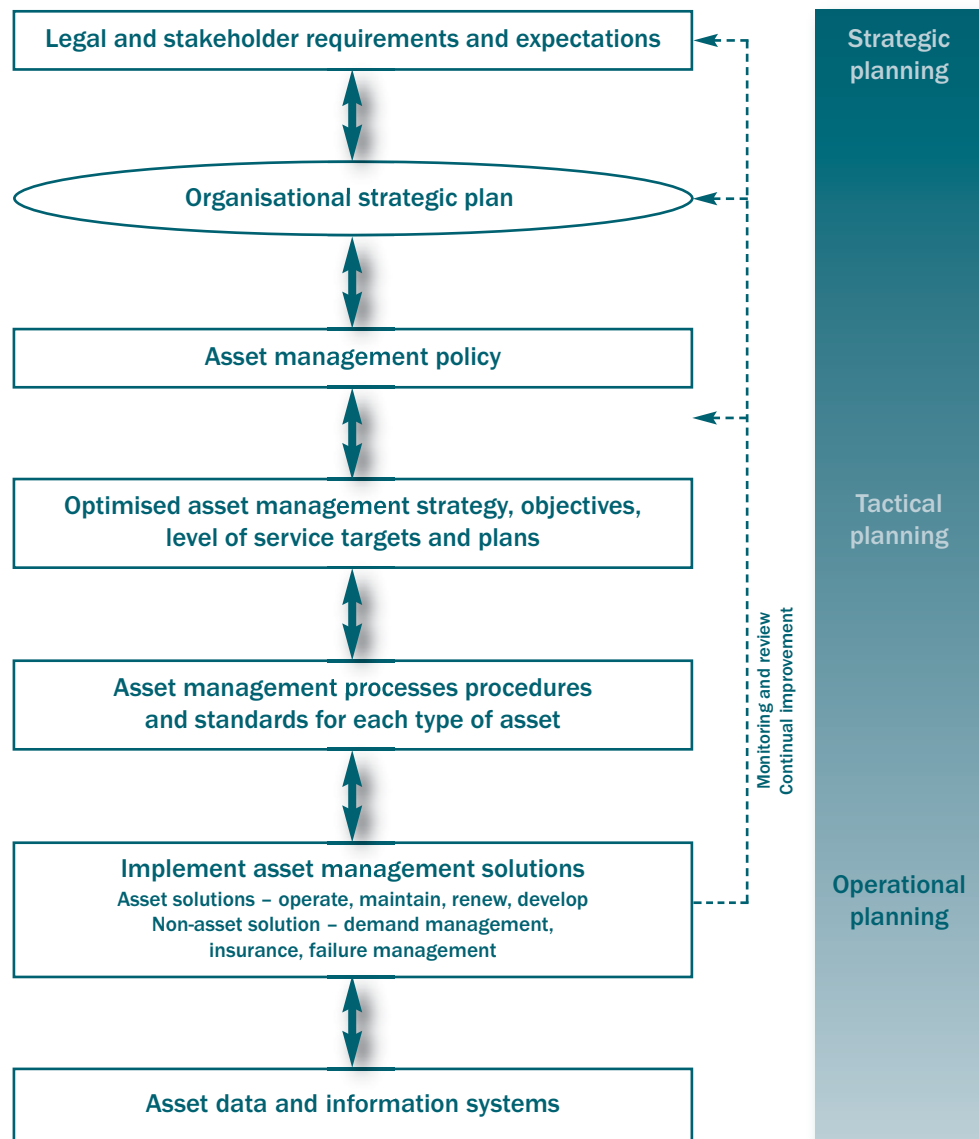 Legal and stakeholder requirements and expectations
Strategic
planning
Organisational strategic plan
Asset management policy
Optimised asset management strategy, objectives,
level of service targets and plans
Tactical
planning
Asset management processes procedures
and standards for each type of asset
Monitoring and review
Continual improvement
Implement asset management solutions
Asset solutions – operate, maintain, renew, develop
Non-asset solution – demand management,
insurance, failure management
Operational
planning
Asset data and information systems